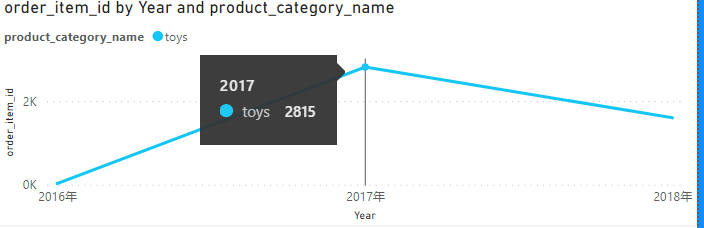 order_item_id by Year and product_category_name
product_category_name toys
2017
toys 2815
order_item_id
2K
0K
2016年 2017年 2018年
Year